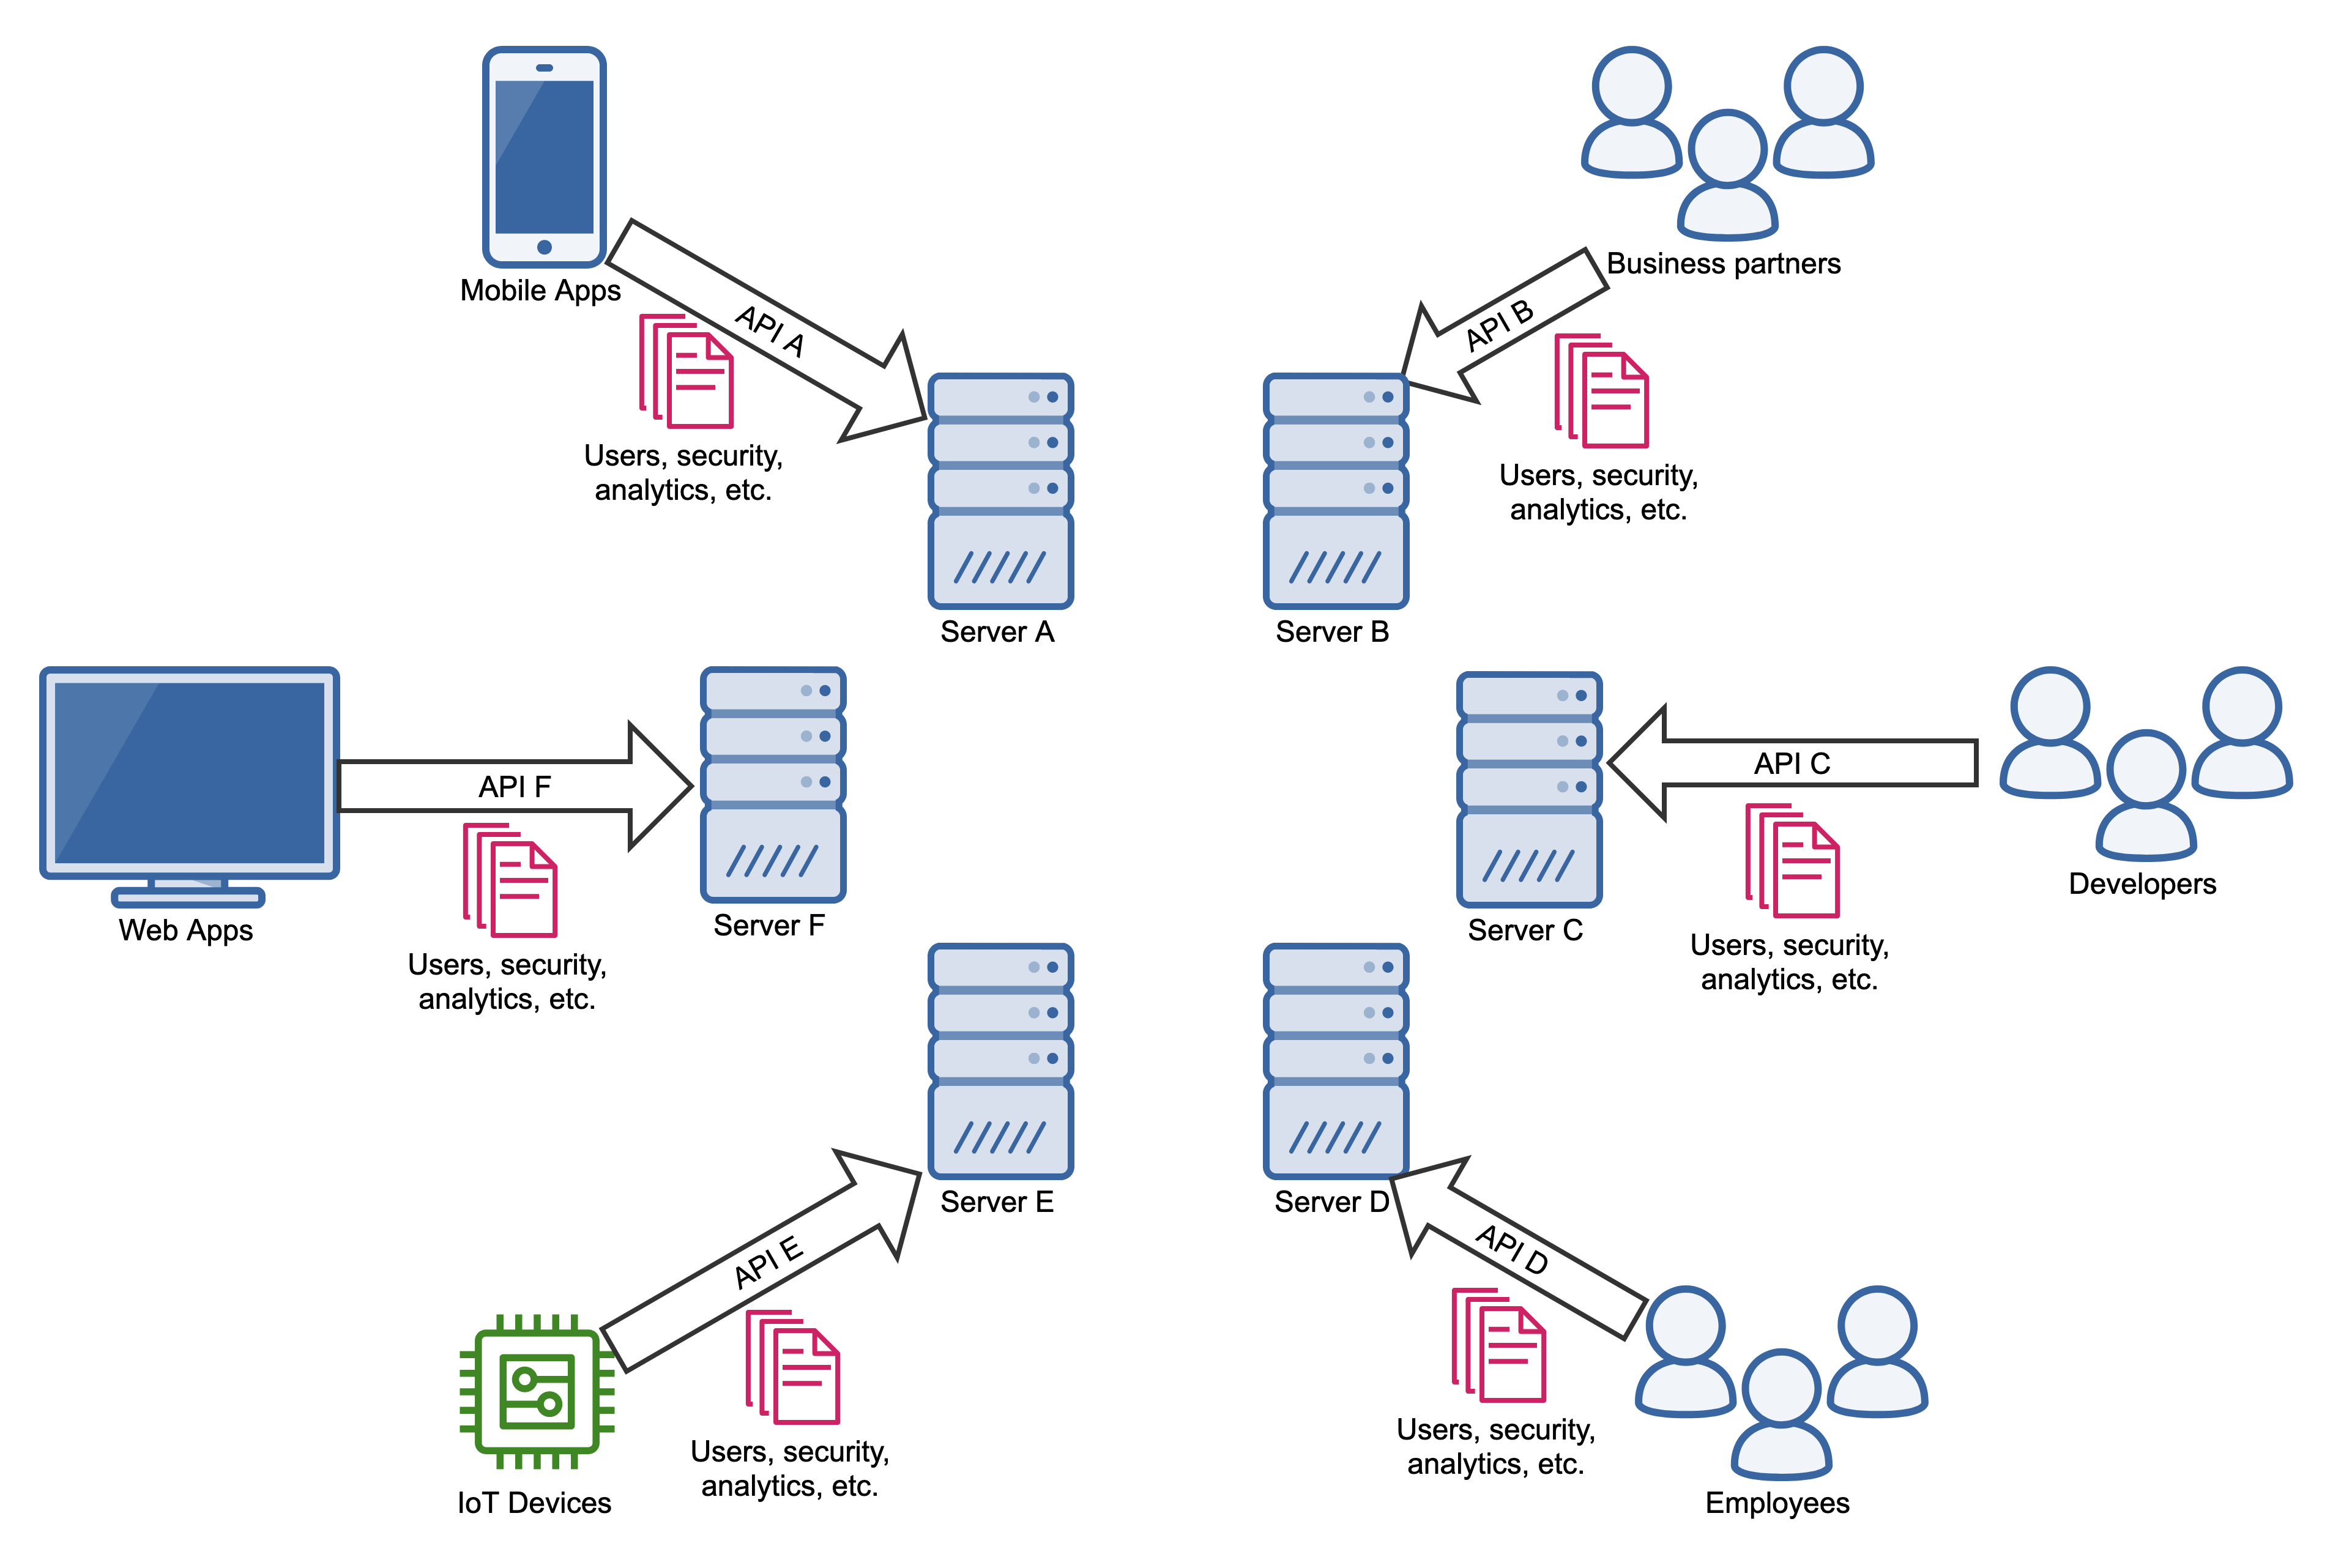 Mobile Apps
API A
Users, security,
analytics, etc.
Server A
Business partners
API B
Users, security,
analytics, etc.
Server B
Web Apps
API F
Users, security,
analytics, etc.
Server F
API C
Developers
Users, security,
analytics, etc.
Server C
Server E
API E
Users, security,
analytics, etc.
IoT Devices
Server D
API D
Users, security,
analytics, etc.
Employees